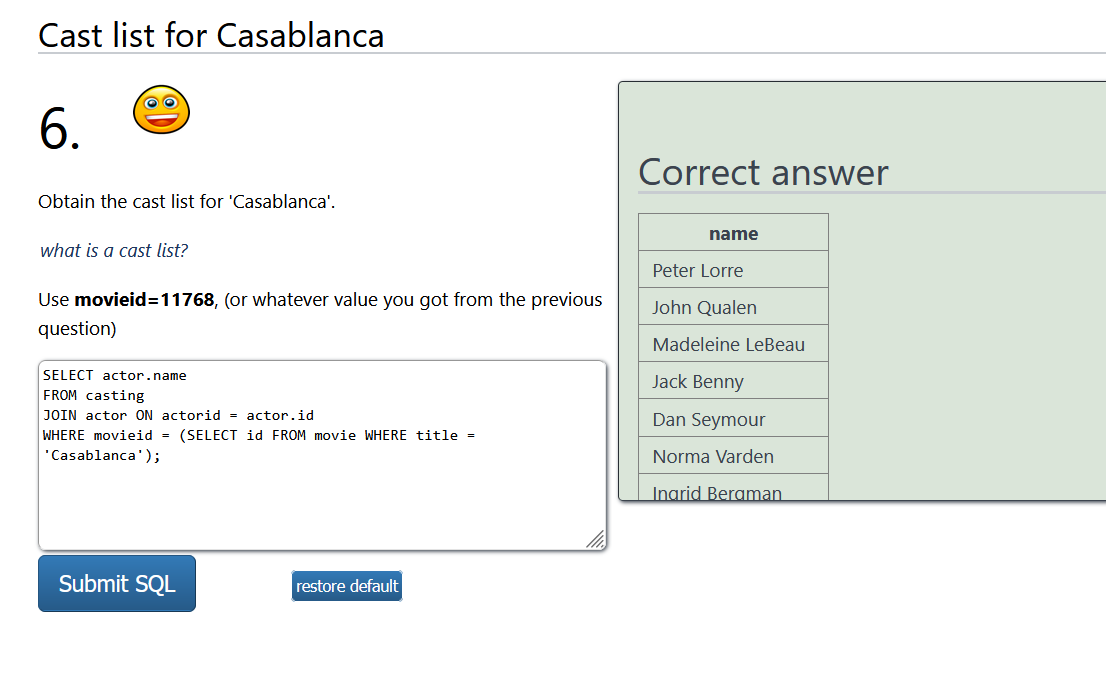 Cast list for Casablanca
6.
Obtain the cast list for 'Casablanca'.
what is a cast list?
Use movieid=11768, (or whatever value you got from the previous
question)
SELECT actor.name
FROM casting
JOIN actor ON actorid = actor.id
WHERE movieid = (SELECT id FROM movie WHERE title =
'Casablanca');
Submit SQL
restore default
Correct answer
name
Peter Lorre
John Qualen
Madeleine LeBeau
Jack Benny
Dan Seymour
Norma Varden
Ingrid Bergman